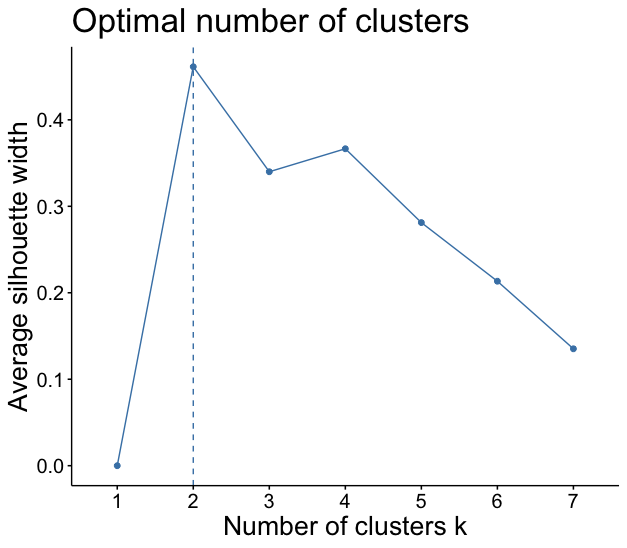 Optimal number of clusters
Average silhouette width
0.4
0.3
0.2
0.1
0.0
1 2 3 4 5 6 7
Number of clusters k